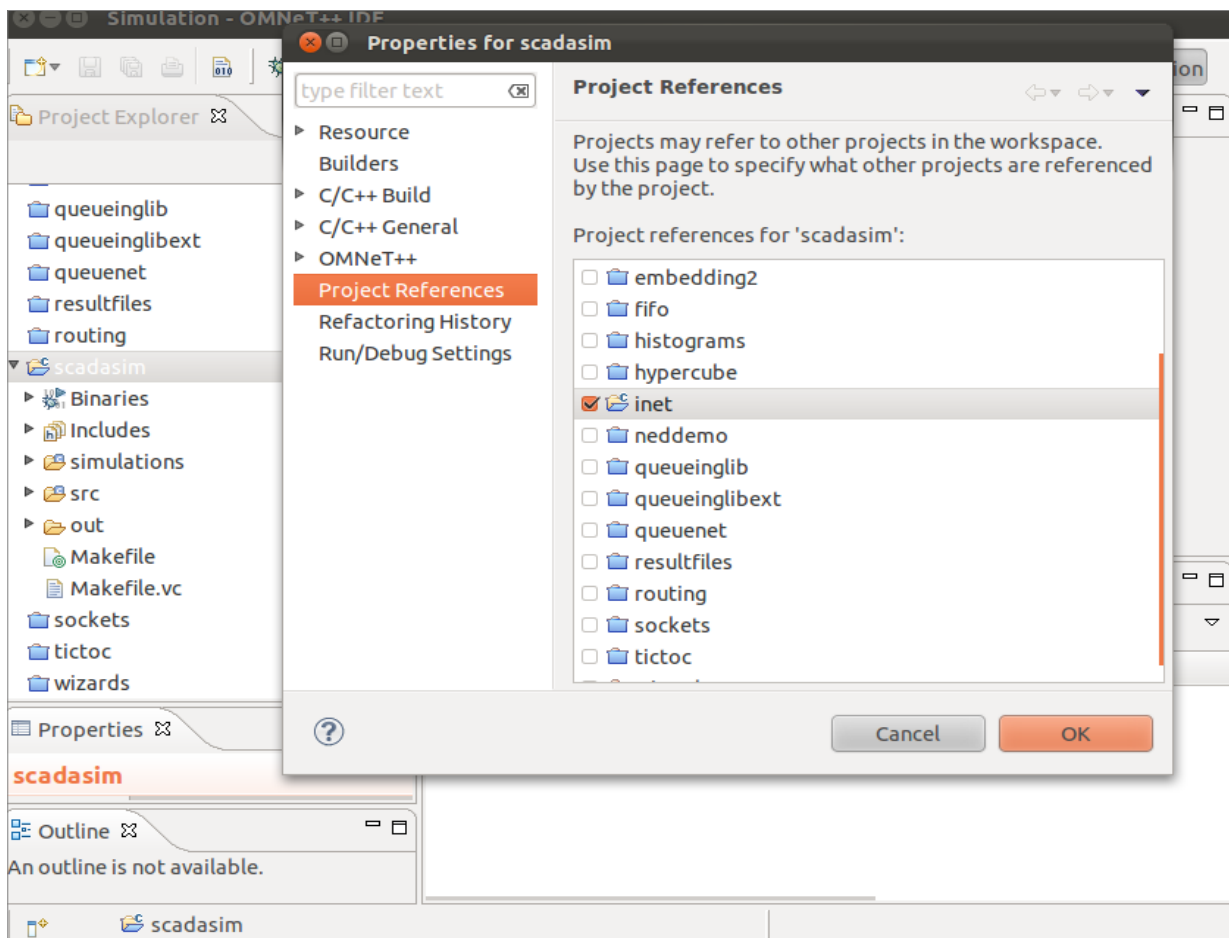 Simulation - OMNeT++ IDE
Properties for scadasim
010
ion
type filter text
Project References
Project Explorer
Resource
Builders
C/C++ Build
C/C++ General
OMNeT++
Project References
Refactoring History
Run/Debug Settings
Projects may refer to other projects in the workspace.
Use this page to specify what other projects are referenced
by the project.
Project references for 'scadasim':
embedding2
fifo
histograms
hypercube
inet
neddemo
queueinglib
queueinglibext
queuenet
resultfiles
routing
sockets
tictoc
queueinglib
queueinglibext
queuenet
resultfiles
routing
scadasim
Binaries
Includes
simulations
src
out
Makefile
Makefile.vc
sockets
tictoc
wizards
Cancel
OK
Properties
scadasim
Outline
An outline is not available.
scadasim